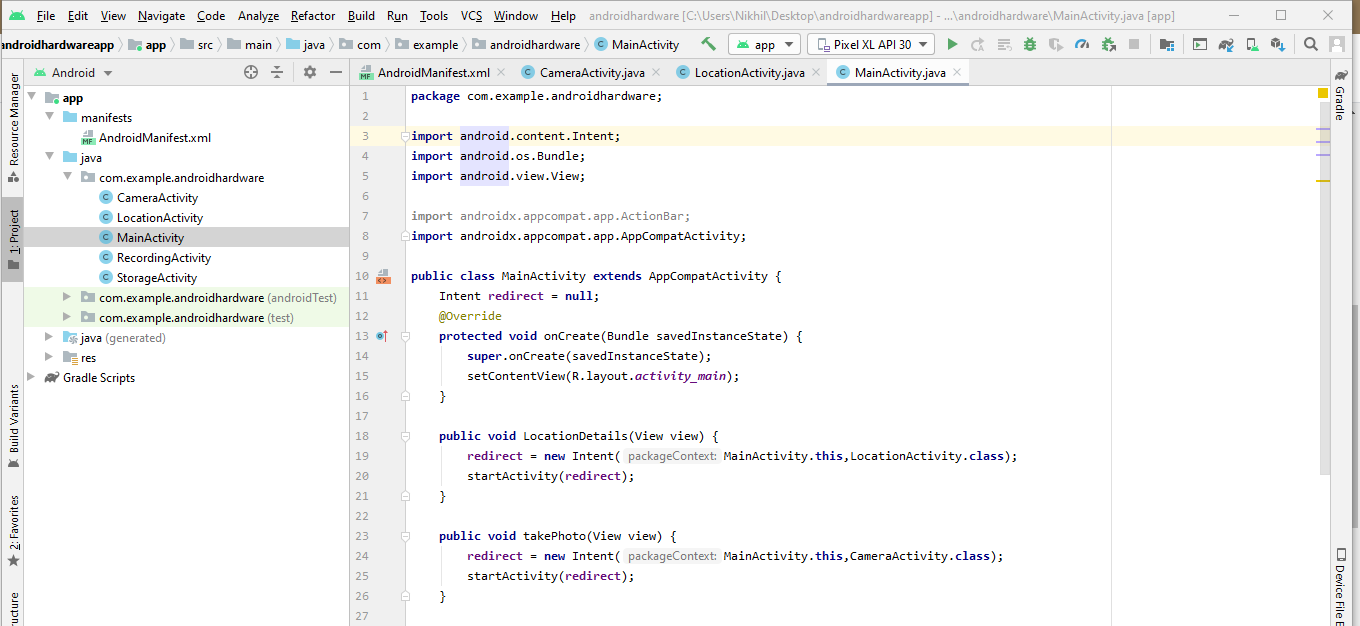 File Edit View Navigate Code Analyze Refactor Build Run Tools VCS Window Help androidhardware [C:\Users\Nikhil\Desktop\androidhardwareapp] - ...\androidhardware\MainActivity.java [app]
androidhardwareapp app src main java com example androidhardware MainActivity app Pixel XL API 30
Android AndroidManifest.xml CameraActivity.java LocationActivity.java MainActivity.java
Resource Manager
1: Project
Build Variants
2: Favorites
app
manifests
MF AndroidManifest.xml
java
com.example.androidhardware
C CameraActivity
C LocationActivity
C MainActivity
C RecordingActivity
C StorageActivity
com.example.androidhardware (androidTest)
com.example.androidhardware (test)
java (generated)
res
Gradle Scripts
1 package com.example.androidhardware;
2
3 import android.content.Intent;
4 import android.os.Bundle;
5 import android.view.View;
6
7 import androidx.appcompat.app.ActionBar;
8 import androidx.appcompat.app.AppCompatActivity;
9
10 public class MainActivity extends AppCompatActivity {
11 Intent redirect = null;
12 @Override
13 protected void onCreate(Bundle savedInstanceState) {
14 super.onCreate(savedInstanceState);
15 setContentView(R.layout.activity_main);
16 }
17
18 public void LocationDetails(View view) {
19 redirect = new Intent( packageContext: MainActivity.this,LocationActivity.class);
20 startActivity(redirect);
21 }
22
23 public void takePhoto(View view) {
24 redirect = new Intent( packageContext: MainActivity.this,CameraActivity.class);
25 startActivity(redirect);
26 }
27
Gradle
Device File E